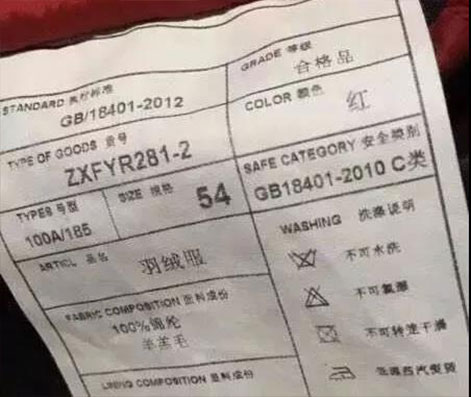 STANDARD 执行标准
GB/18401-2012
GRADE 等级
合格品
TYPE OF GOODS 货号
ZXFYR281-2
COLOR 颜色
红
TYPES 号型
100A/185
SIZE 规格
54
SAFE CATEGORY 安全类别
GB18401-2010 C类
ARTICL 品名
羽绒服
WASHING 洗涤说明
不可水洗
不可氯漂
不可转笼干燥
FABRIC COMPOSITION 面料成份
100%锦纶
羊羔毛
LINING COMPOSITION 里料成份